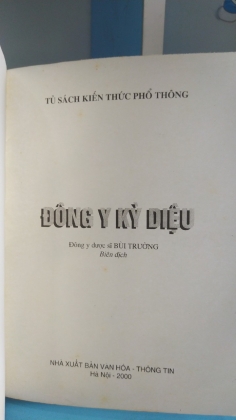 TỦ SÁCH KIẾN THỨC PHỔ THÔNG
ĐÔNG Y KỲ DIỆU
Đông y dược sĩ BÙI TRƯỜNG
Biên dịch
NHÀ XUẤT BẢN VĂN HÓA - THÔNG TIN
Hà Nội - 2000